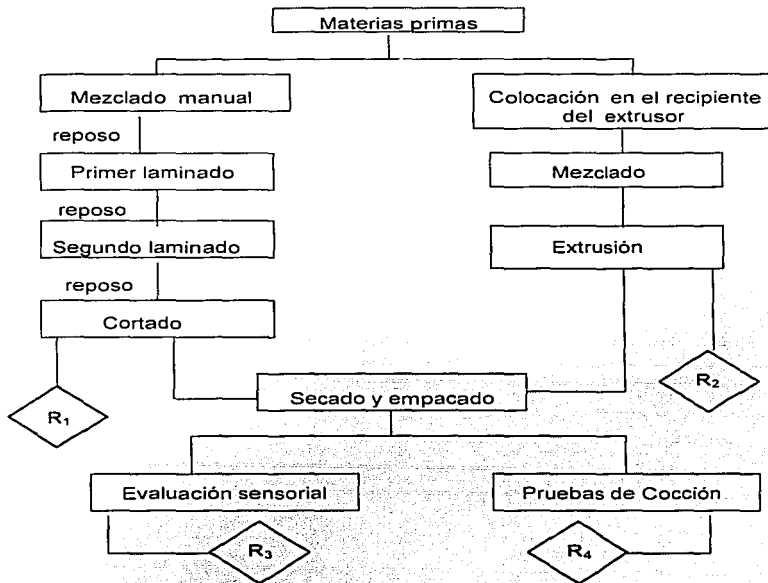 Materias primas
Mezclado manual
Colocación en el recipiente
del extrusor
reposo
Primer laminado
Mezclado
reposo
Segundo laminado
Extrusión
reposo
Cortado
R₁
Secado y empacado
R₂
Evaluación sensorial
Pruebas de Cocción
R₃
R₄